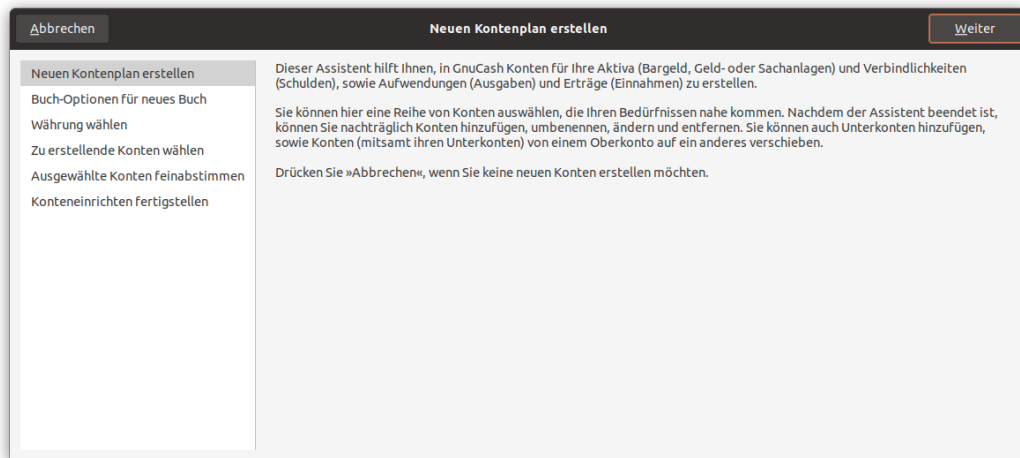 Abbrechen
Neuen Kontenplan erstellen
Weiter
Neuen Kontenplan erstellen
Buch-Optionen für neues Buch
Währung wählen
Zu erstellende Konten wählen
Ausgewählte Konten feinabstimmen
Konteneinrichten fertigstellen
Dieser Assistent hilft Ihnen, in GnuCash Konten für Ihre Aktiva (Bargeld, Geld- oder Sachanlagen) und Verbindlichkeiten
(Schulden), sowie Aufwendungen (Ausgaben) und Erträge (Einnahmen) zu erstellen.
Sie können hier eine Reihe von Konten auswählen, die Ihren Bedürfnissen nahe kommen. Nachdem der Assistent beendet ist,
können Sie nachträglich Konten hinzufügen, umbenennen, ändern und entfernen. Sie können auch Unterkonten hinzufügen,
sowie Konten (mitsamt ihren Unterkonten) von einem Oberkonto auf ein anderes verschieben.
Drücken Sie »Abbrechen«, wenn Sie keine neuen Konten erstellen möchten.